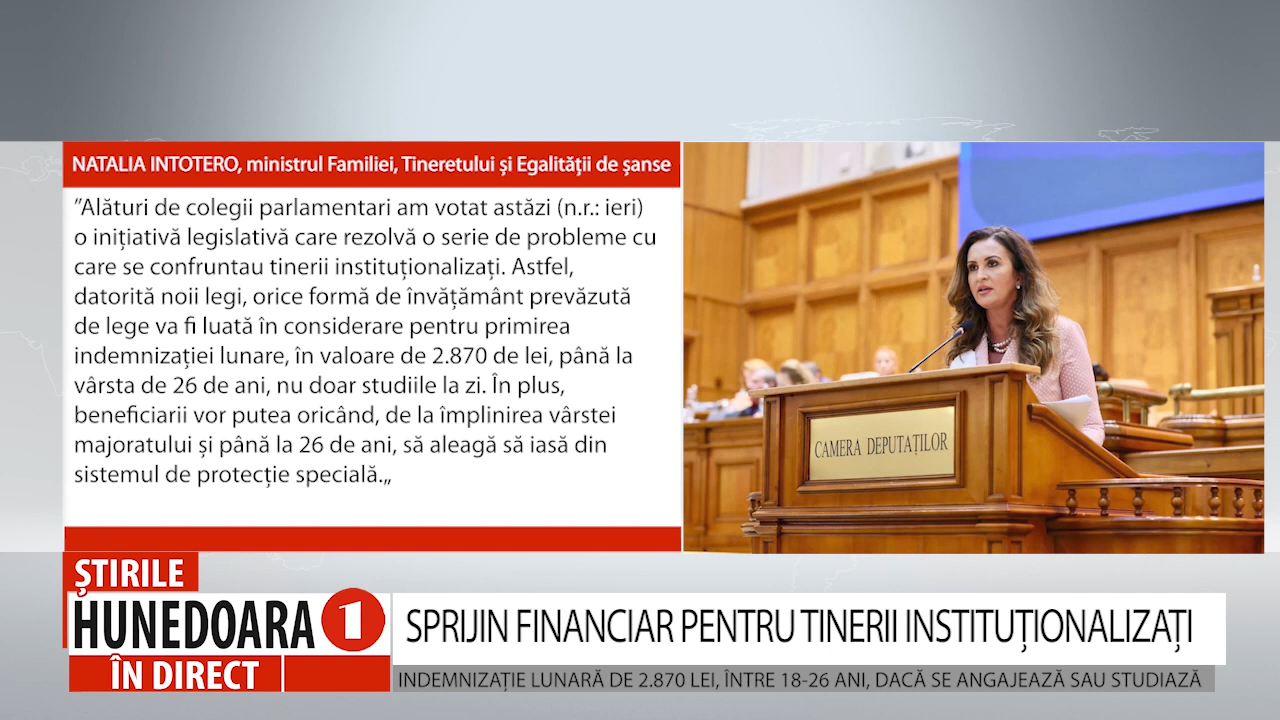 NATALIA INTOTERO, ministrul Familiei, Tineretului și Egalității de șanse
”Alături de colegii parlamentari am votat astăzi (n.r.: ieri)
o inițiativă legislativă care rezolvă o serie de probleme cu
care se confruntau tinerii instituționalizați. Astfel,
datorită noii legi, orice formă de învățământ prevăzută
de lege va fi luată în considerare pentru primirea
indemnizației lunare, în valoare de 2.870 de lei, până la
vârsta de 26 de ani, nu doar studiile la zi. În plus,
beneficiarii vor putea oricând, de la împlinirea vârstei
majoratului și până la 26 de ani, să aleagă să iasă din
sistemul de protecție specială.„
CAMERA DEPUTAȚILOR
ȘTIRILE
HUNEDOARA 1
ÎN DIRECT
SPRIJIN FINANCIAR PENTRU TINERII INSTITUȚIONALIZAȚI
INDEMNIZAȚIE LUNARĂ DE 2.870 LEI, ÎNTRE 18-26 ANI, DACĂ SE ANGAJEAZĂ SAU STUDIAZĂ